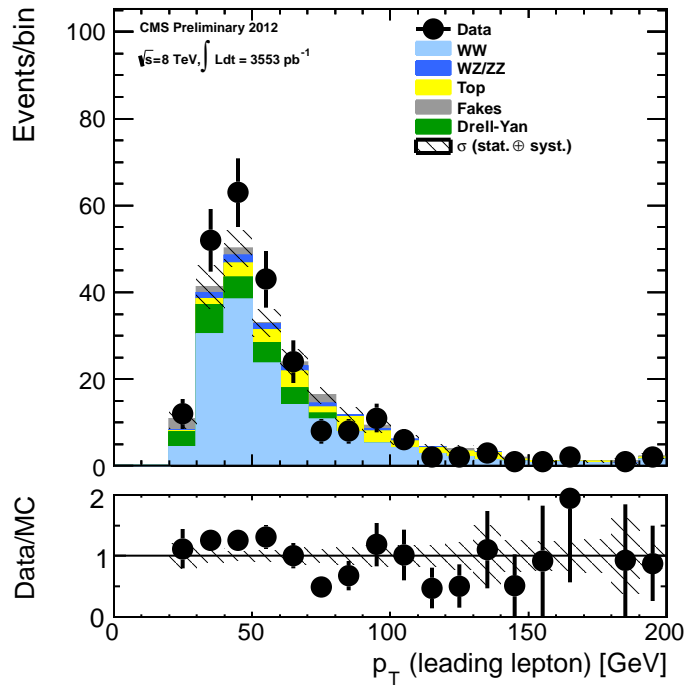 CMS Preliminary 2012
√s=8 TeV,∫ Ldt = 3553 pb⁻¹
Data
WW
WZ/ZZ
Top
Fakes
Drell-Yan
σ (stat. ⊕ syst.)
Events/bin
100
80
60
40
20
0
Data/MC
2
1
0
0 50 100 150 200
p_T (leading lepton) [GeV]